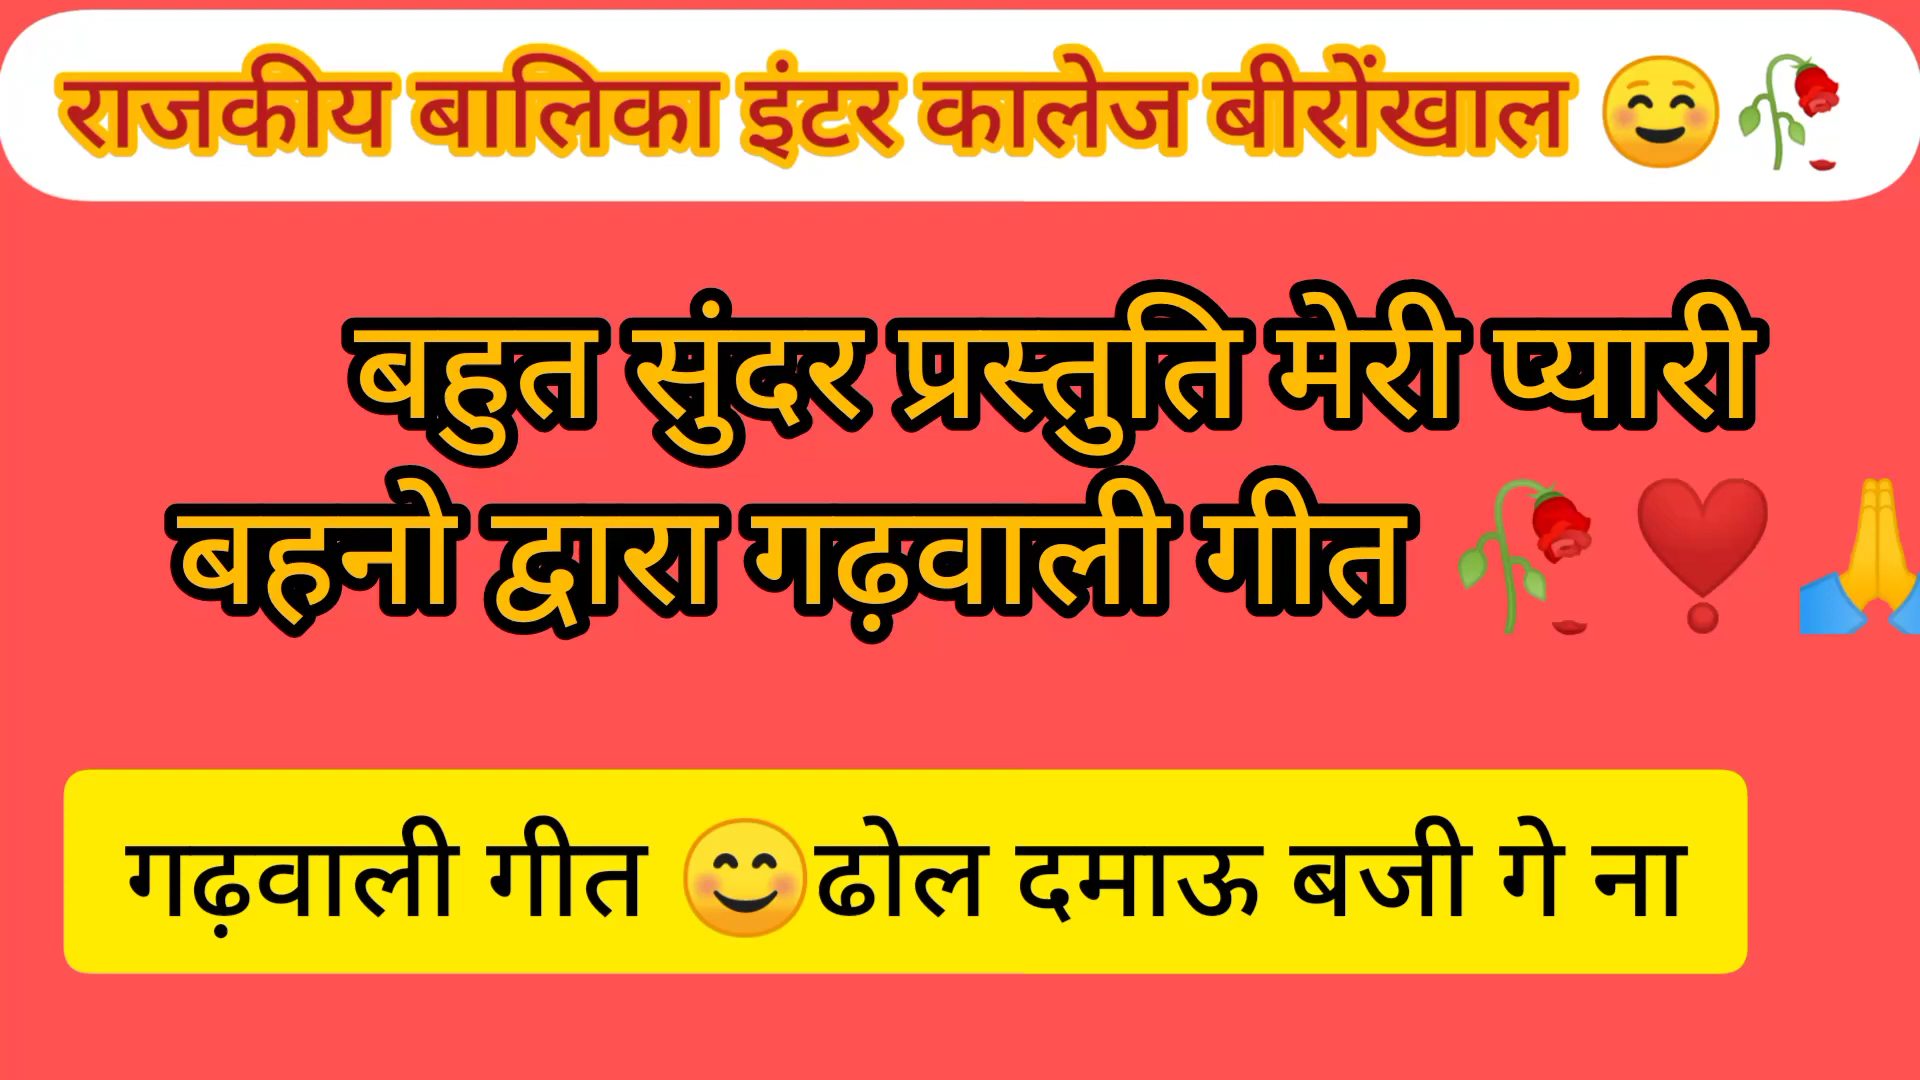 राजकीय बालिका इंटर कालेज बीरोंखाल ☺️🥀
बहुत सुंदर प्रस्तुति मेरी प्यारी
बहनो द्वारा गढ़वाली गीत 🥀❣️🙏
गढ़वाली गीत 😊ढोल दमाऊ बजी गे ना